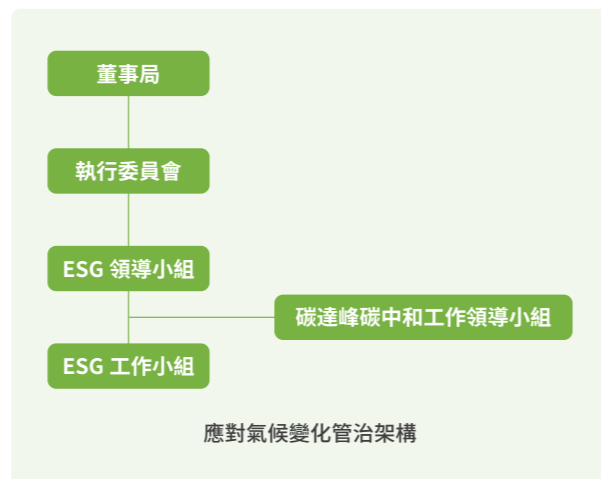 董事局
執行委員會
ESG 領導小組
碳達峰碳中和工作領導小組
ESG 工作小組
應對氣候變化管治架構